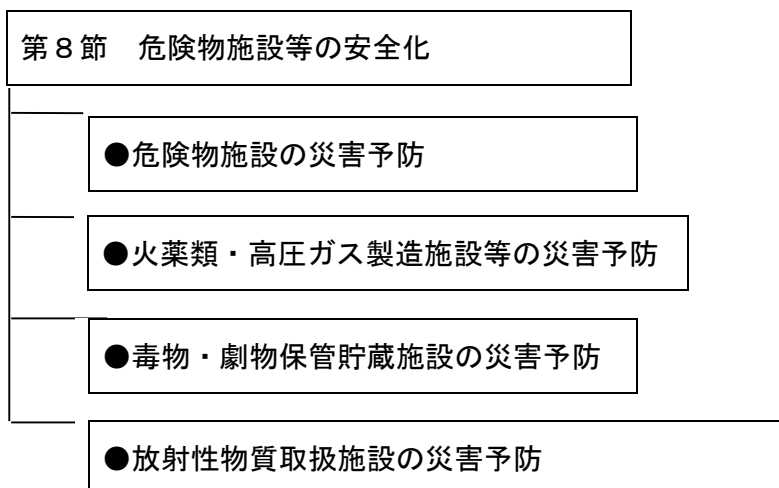 第８節　危険物施設等の安全化
●危険物施設の災害予防
●火薬類・高圧ガス製造施設等の災害予防
●毒物・劇物保管貯蔵施設の災害予防
●放射性物質取扱施設の災害予防